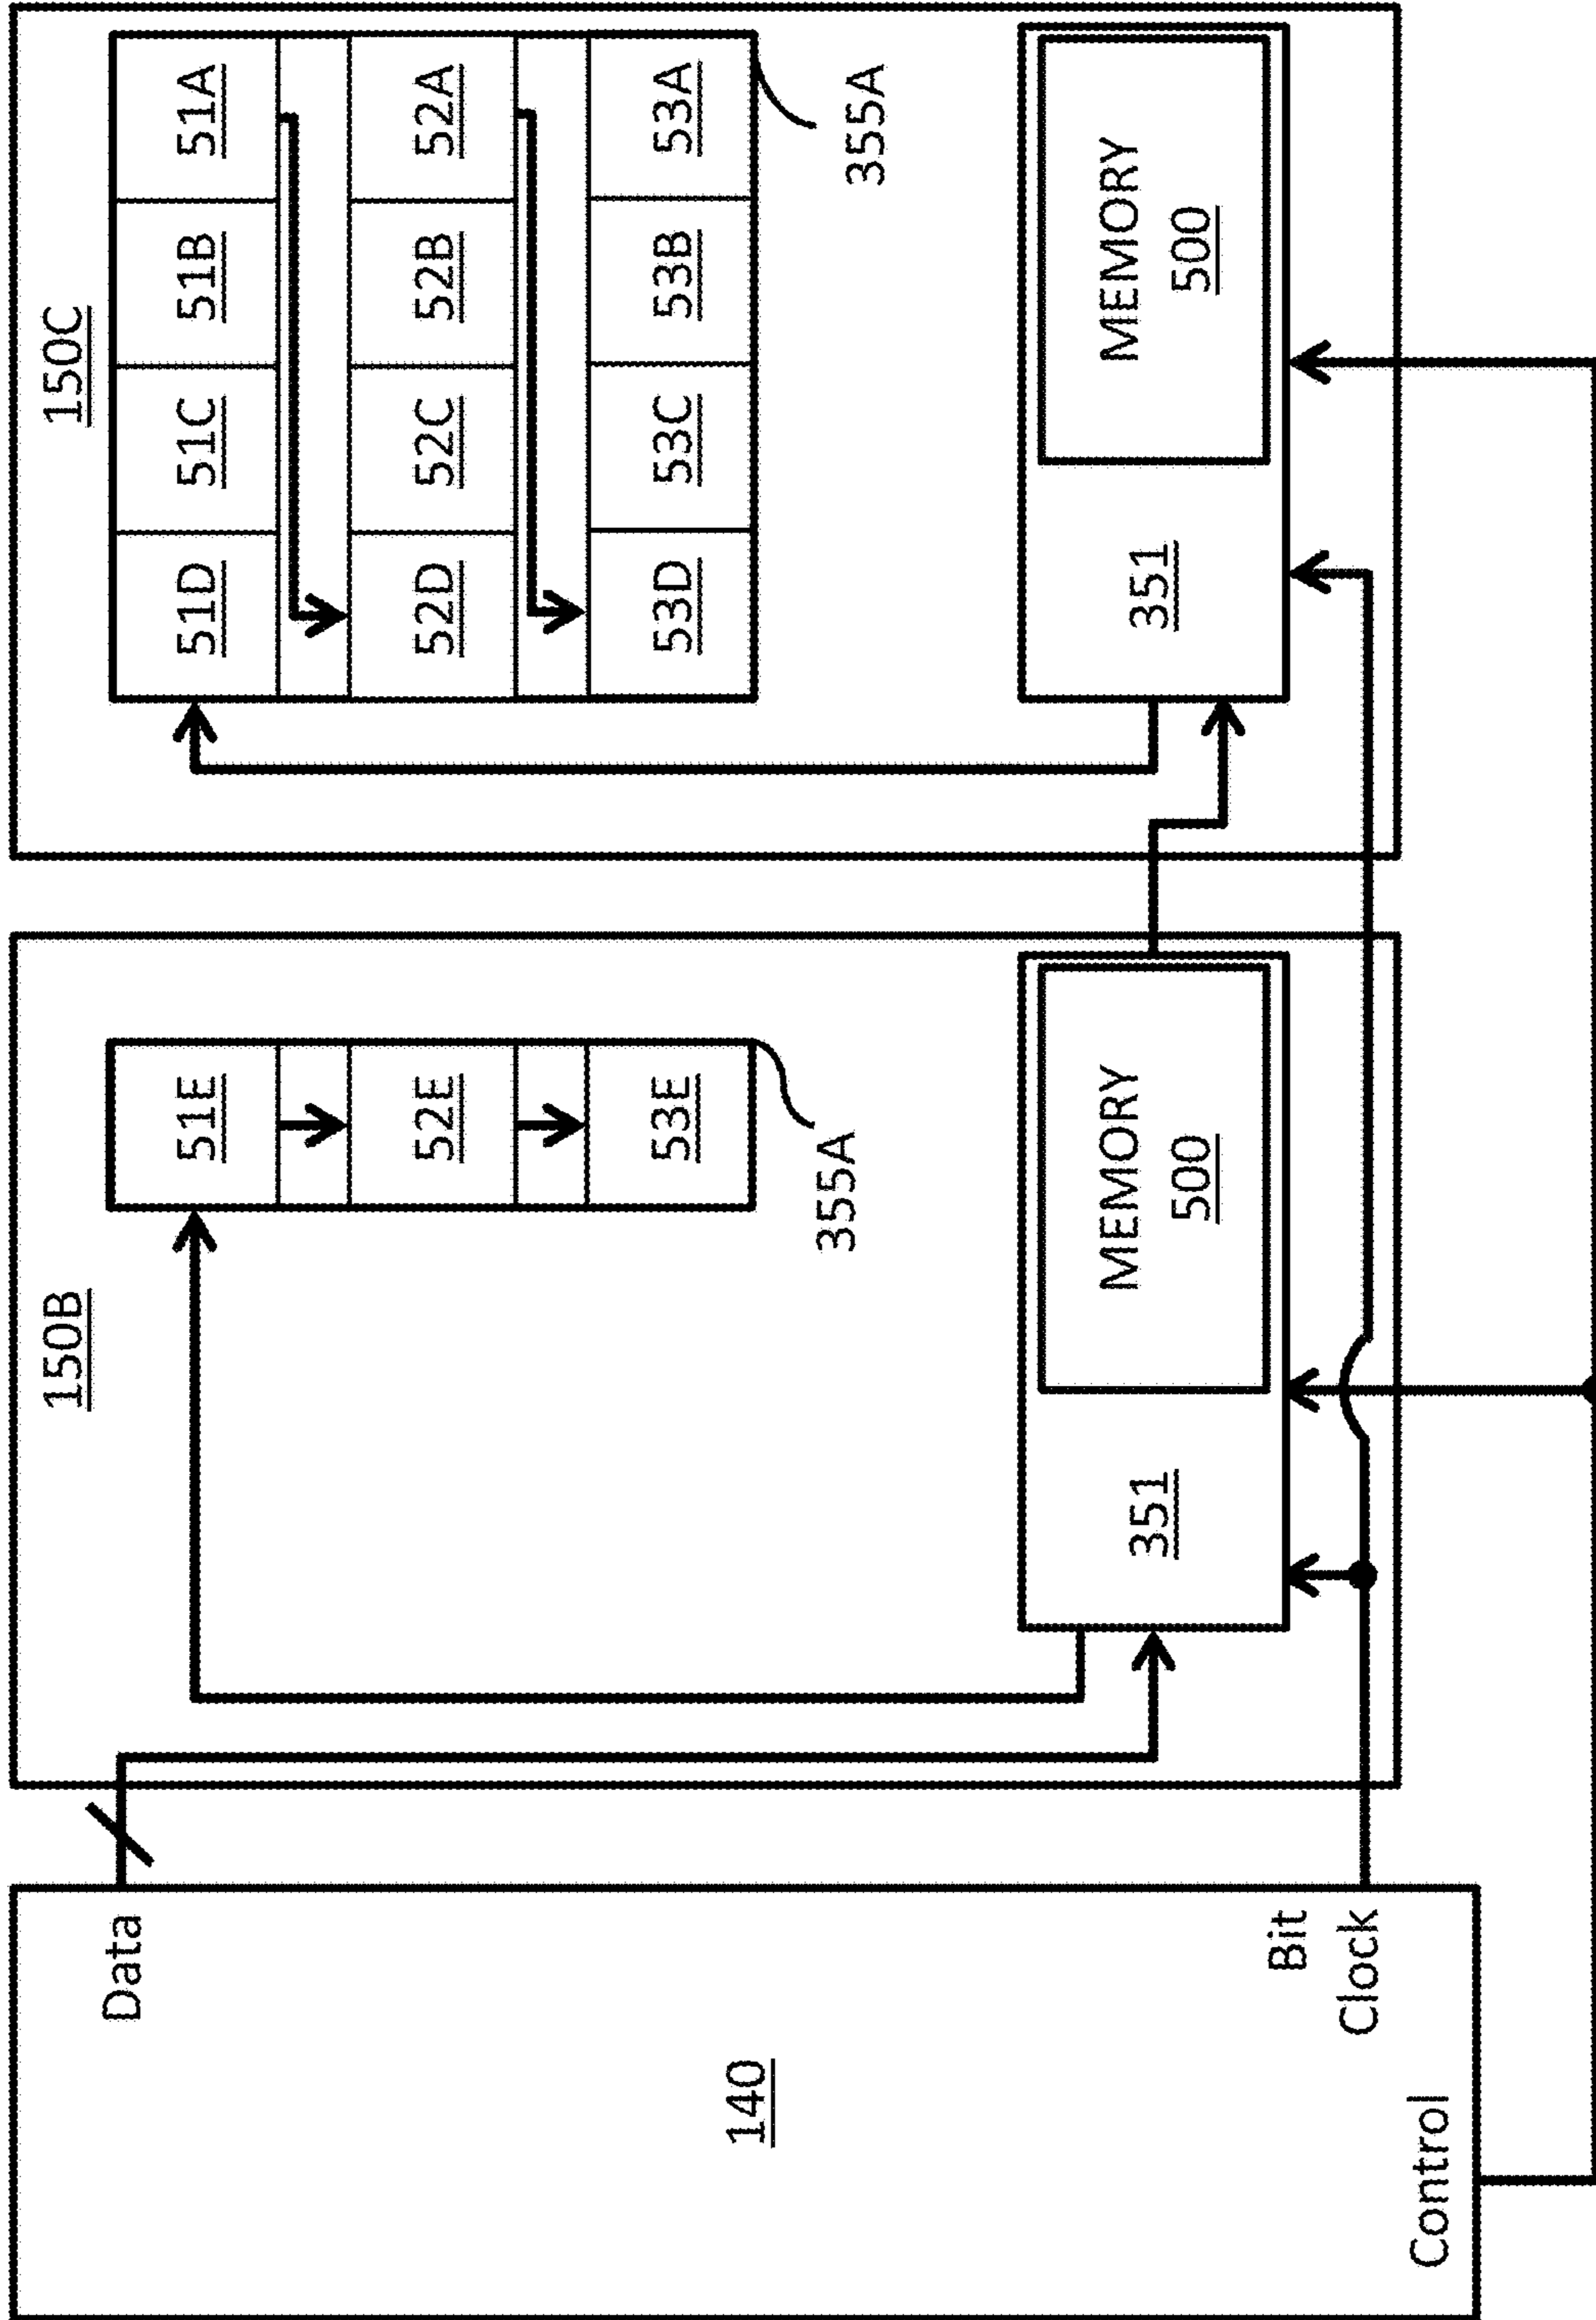 140
Data
Bit
Clock
Control
150B
51E
52E
53E
355A
351
MEMORY
500
150C
51D 51C 51B 51A
52D 52C 52B 52A
53D 53C 53B 53A
355A
351
MEMORY
500